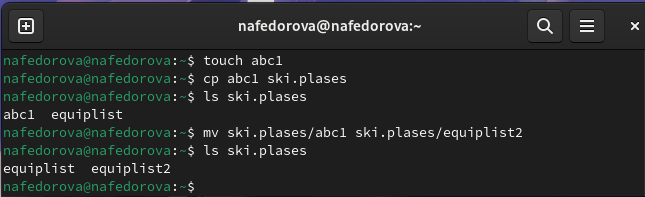 nafedorova@nafedorova:~
nafedorova@nafedorova:~$ touch abc1
nafedorova@nafedorova:~$ cp abc1 ski.plases
nafedorova@nafedorova:~$ ls ski.plases
abc1  equiplist
nafedorova@nafedorova:~$ mv ski.plases/abc1 ski.plases/equiplist2
nafedorova@nafedorova:~$ ls ski.plases
equiplist  equiplist2
nafedorova@nafedorova:~$